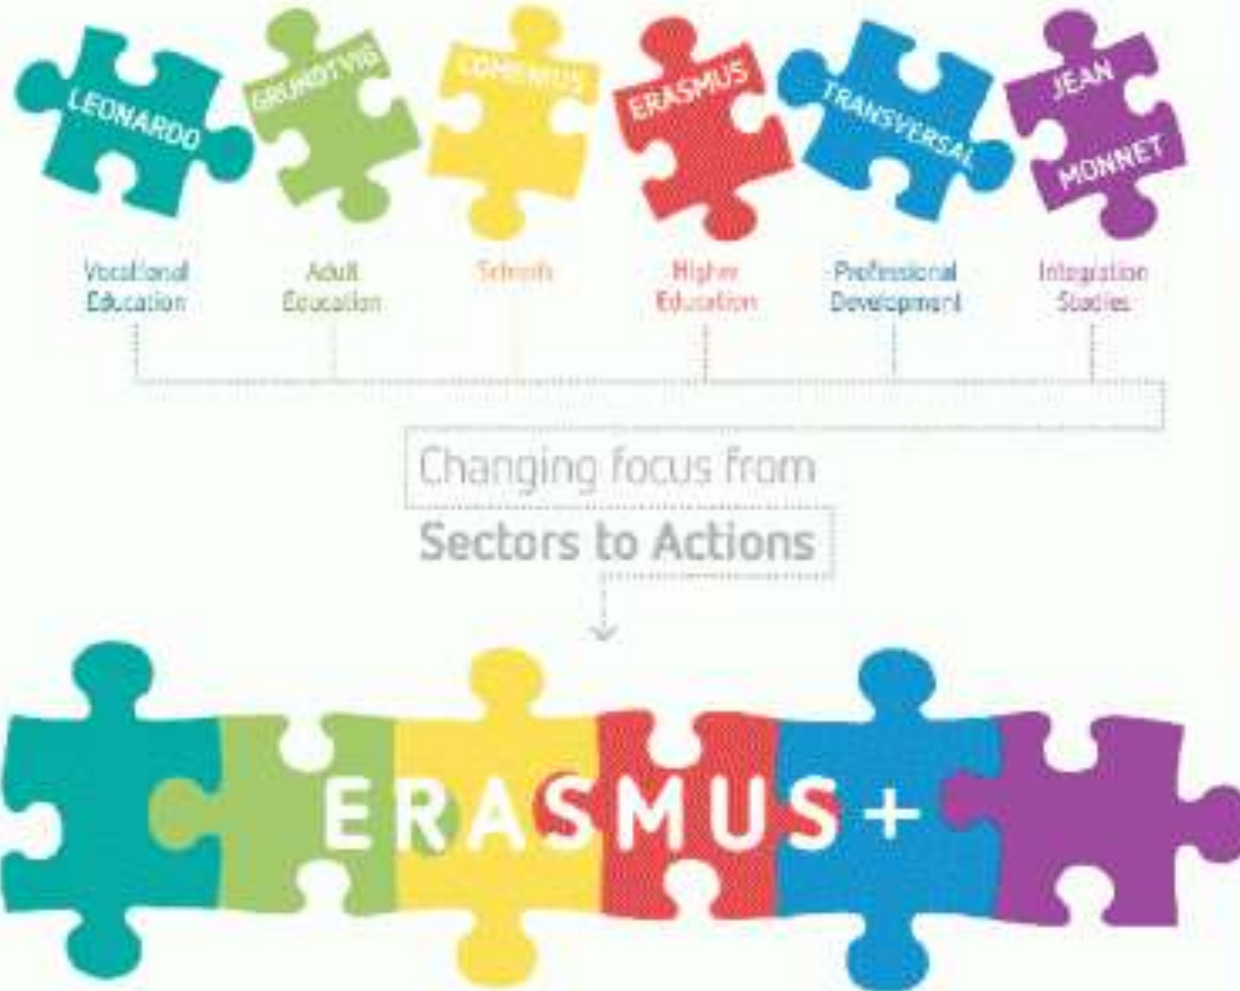 LEONARDO
GRUNDTVIG
COMENIUS
ERASMUS
TRANSVERSAL
JEAN
MONNET
Vocational
Education
Adult
Education
Schools
Higher
Education
Professional
Development
Integration
Studies
Changing focus from
Sectors to Actions
ERASMUS+